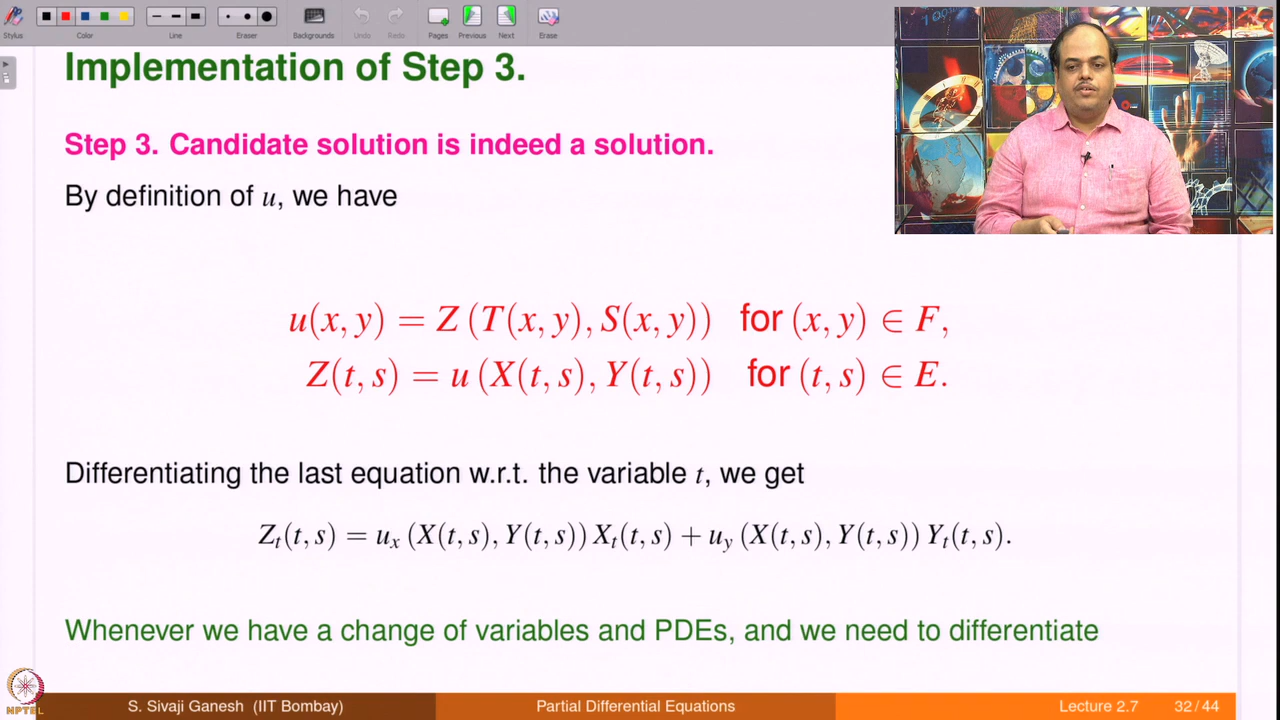 Stylus Color Line Eraser Backgrounds Undo Redo Pages Previous Next Erase
Implementation of Step 3.
Step 3. Candidate solution is indeed a solution.
By definition of u, we have
u(x, y) = Z (T(x, y), S(x, y)) for (x, y) ∈ F,
Z(t, s) = u (X(t, s), Y(t, s)) for (t, s) ∈ E.
Differentiating the last equation w.r.t. the variable t, we get
Z_t(t, s) = u_x (X(t, s), Y(t, s)) X_t(t, s) + u_y (X(t, s), Y(t, s)) Y_t(t, s).
Whenever we have a change of variables and PDEs, and we need to differentiate
NPTEL
S. Sivaji Ganesh (IIT Bombay) Partial Differential Equations Lecture 2.7 32/44